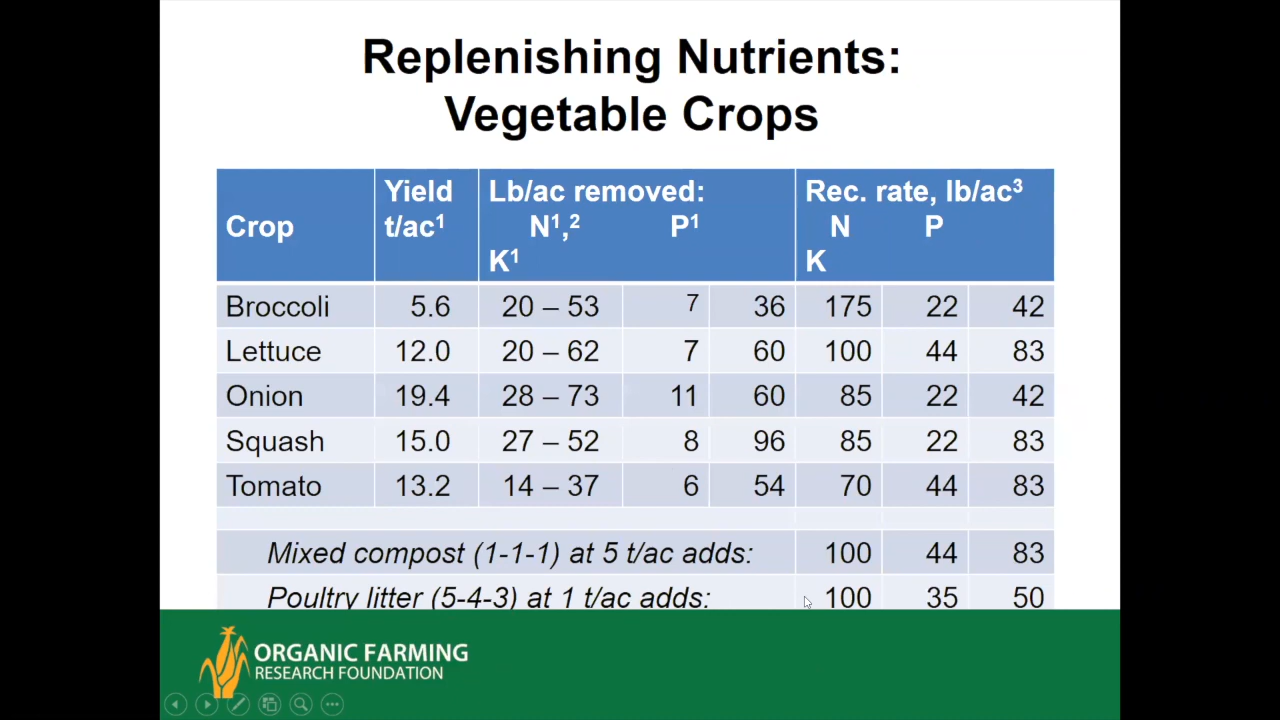 Replenishing Nutrients:
Vegetable Crops
Crop Yield t/ac¹ Lb/ac removed: N¹,² P¹ K¹ Rec. rate, lb/ac³ N P K
Broccoli 5.6 20 – 53 7 36 175 22 42
Lettuce 12.0 20 – 62 7 60 100 44 83
Onion 19.4 28 – 73 11 60 85 22 42
Squash 15.0 27 – 52 8 96 85 22 83
Tomato 13.2 14 – 37 6 54 70 44 83
Mixed compost (1-1-1) at 5 t/ac adds: 100 44 83
Poultry litter (5-4-3) at 1 t/ac adds: 100 35 50
ORGANIC FARMING
RESEARCH FOUNDATION